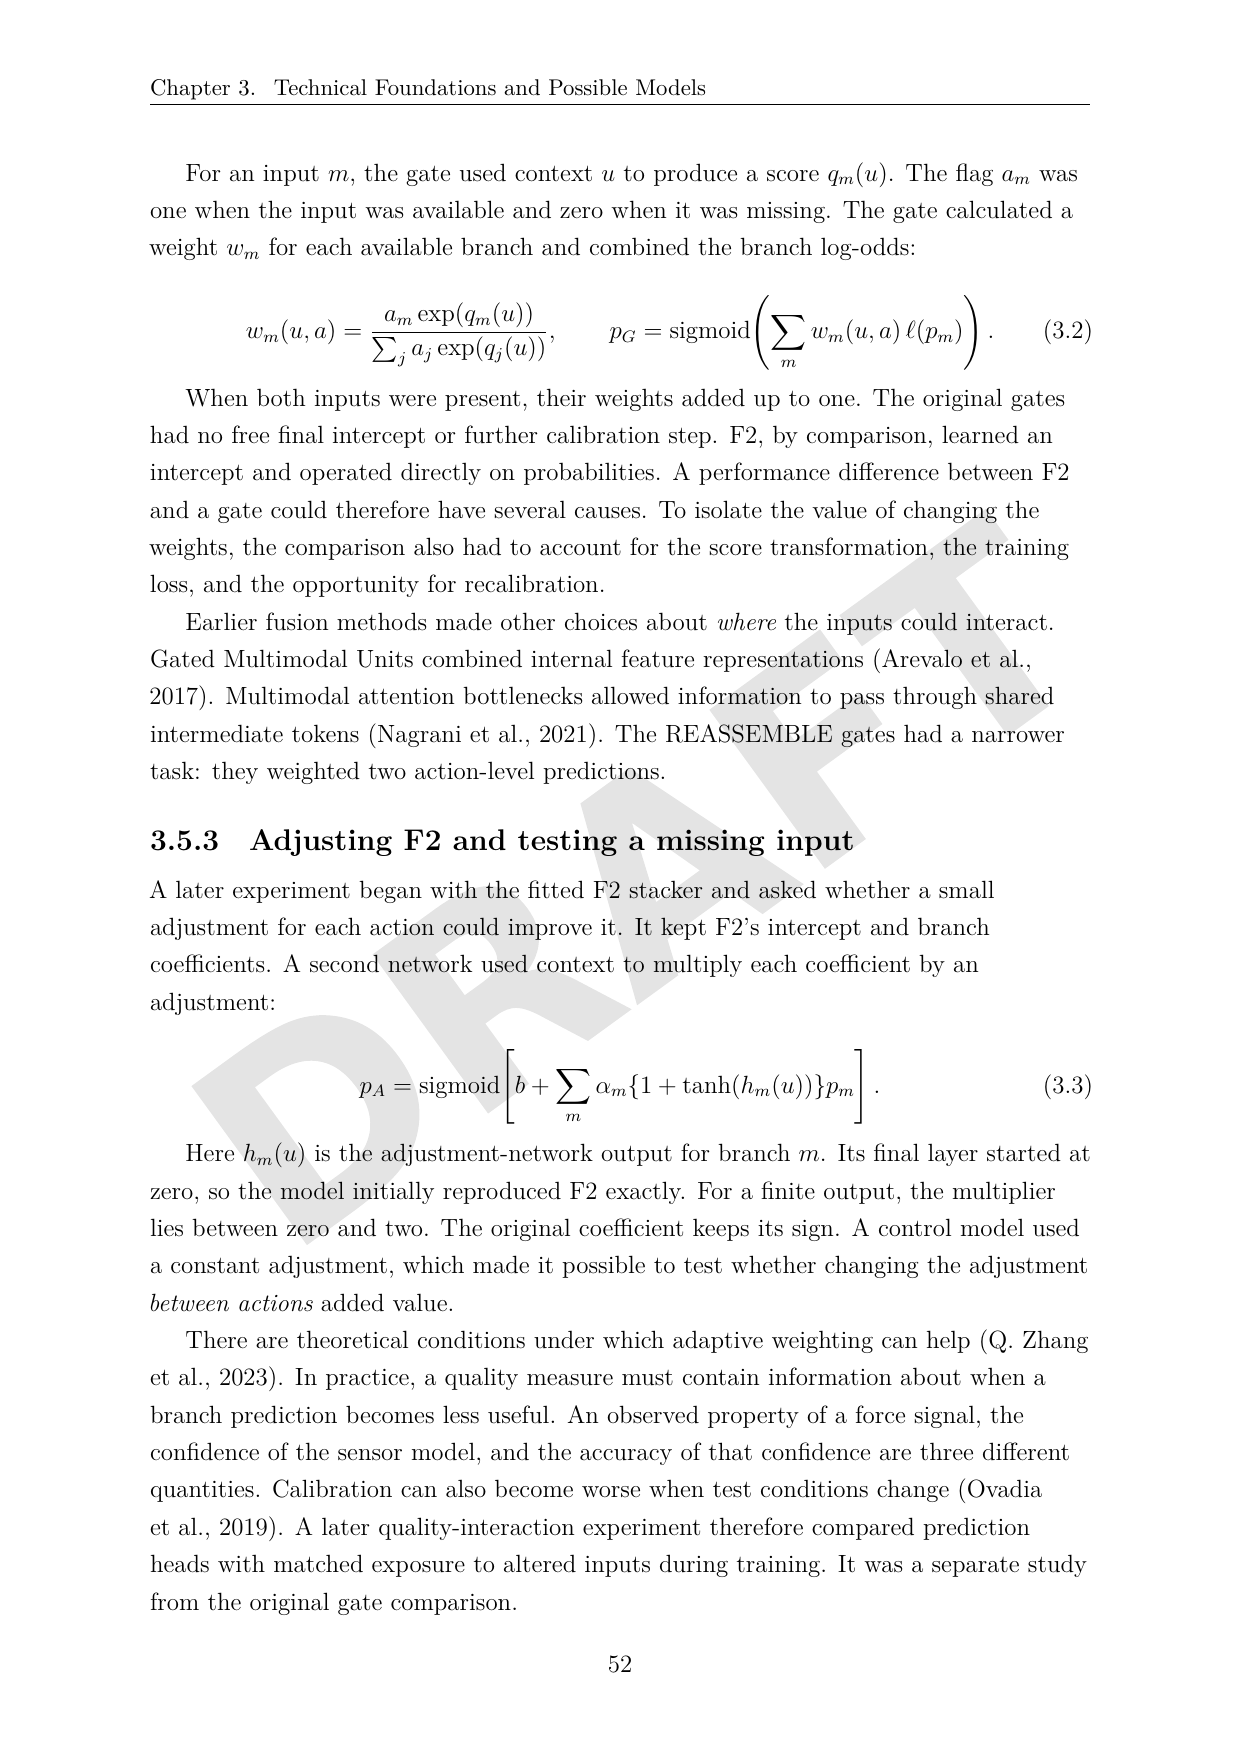 Chapter 3. Technical Foundations and Possible Models
For an input m, the gate used context u to produce a score qₘ(u). The flag aₘ was
one when the input was available and zero when it was missing. The gate calculated a
weight wₘ for each available branch and combined the branch log-odds:
wₘ(u, a) = aₘ exp(qₘ(u)) / ∑ⱼ aⱼ exp(qⱼ(u)), p_G = sigmoid(∑ₘ wₘ(u, a) ℓ(pₘ)). (3.2)
When both inputs were present, their weights added up to one. The original gates
had no free final intercept or further calibration step. F2, by comparison, learned an
intercept and operated directly on probabilities. A performance difference between F2
and a gate could therefore have several causes. To isolate the value of changing the
weights, the comparison also had to account for the score transformation, the training
loss, and the opportunity for recalibration.
Earlier fusion methods made other choices about where the inputs could interact.
Gated Multimodal Units combined internal feature representations (Arevalo et al.,
2017). Multimodal attention bottlenecks allowed information to pass through shared
intermediate tokens (Nagrani et al., 2021). The REASSEMBLE gates had a narrower
task: they weighted two action-level predictions.
3.5.3 Adjusting F2 and testing a missing input
A later experiment began with the fitted F2 stacker and asked whether a small
adjustment for each action could improve it. It kept F2’s intercept and branch
coefficients. A second network used context to multiply each coefficient by an
adjustment:
p_A = sigmoid[b + ∑ₘ αₘ{1 + tanh(hₘ(u))}pₘ]. (3.3)
Here hₘ(u) is the adjustment-network output for branch m. Its final layer started at
zero, so the model initially reproduced F2 exactly. For a finite output, the multiplier
lies between zero and two. The original coefficient keeps its sign. A control model used
a constant adjustment, which made it possible to test whether changing the adjustment
between actions added value.
There are theoretical conditions under which adaptive weighting can help (Q. Zhang
et al., 2023). In practice, a quality measure must contain information about when a
branch prediction becomes less useful. An observed property of a force signal, the
confidence of the sensor model, and the accuracy of that confidence are three different
quantities. Calibration can also become worse when test conditions change (Ovadia
et al., 2019). A later quality-interaction experiment therefore compared prediction
heads with matched exposure to altered inputs during training. It was a separate study
from the original gate comparison.
52
DRAFT